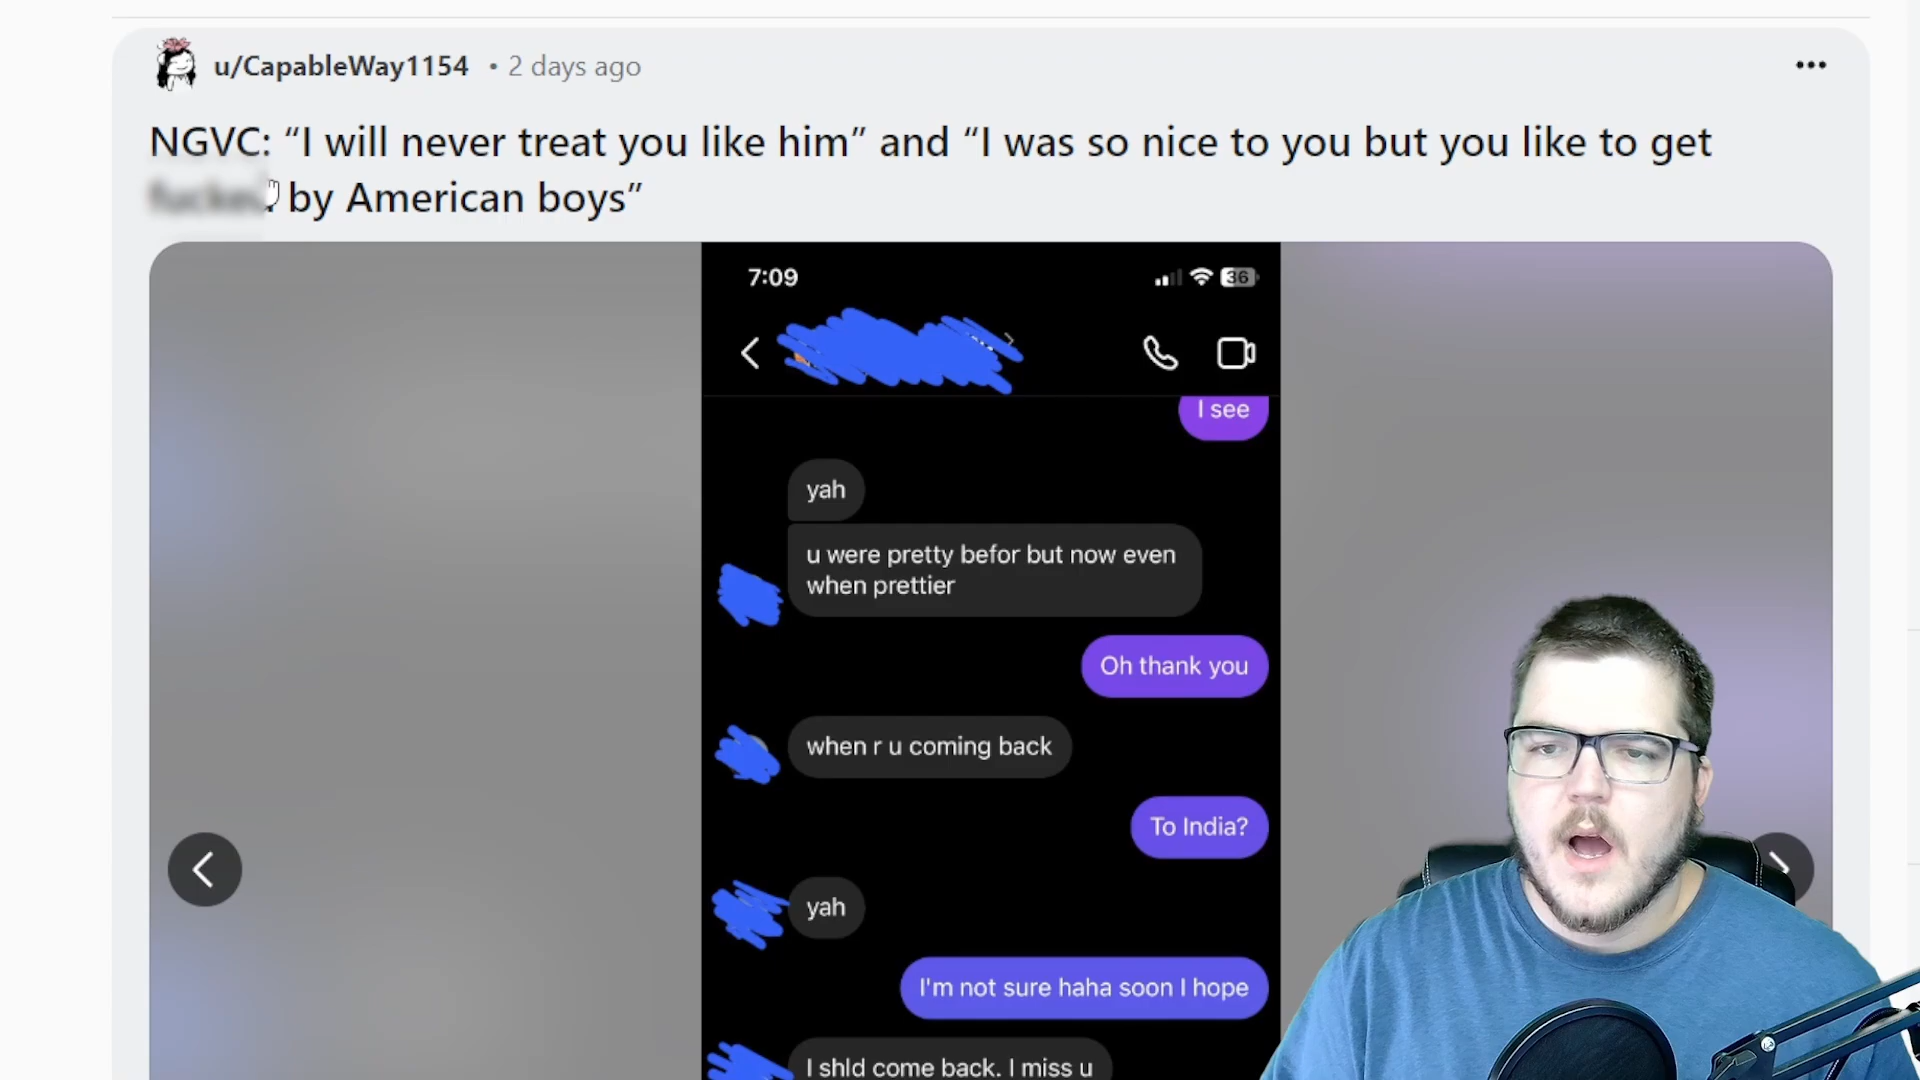 u/CapableWay1154 • 2 days ago
NGVC: “I will never treat you like him” and “I was so nice to you but you like to get
by American boys”
7:09
36
I see
yah
u were pretty befor but now even
when prettier
Oh thank you
when r u coming back
To India?
yah
I'm not sure haha soon I hope
I shld come back. I miss u